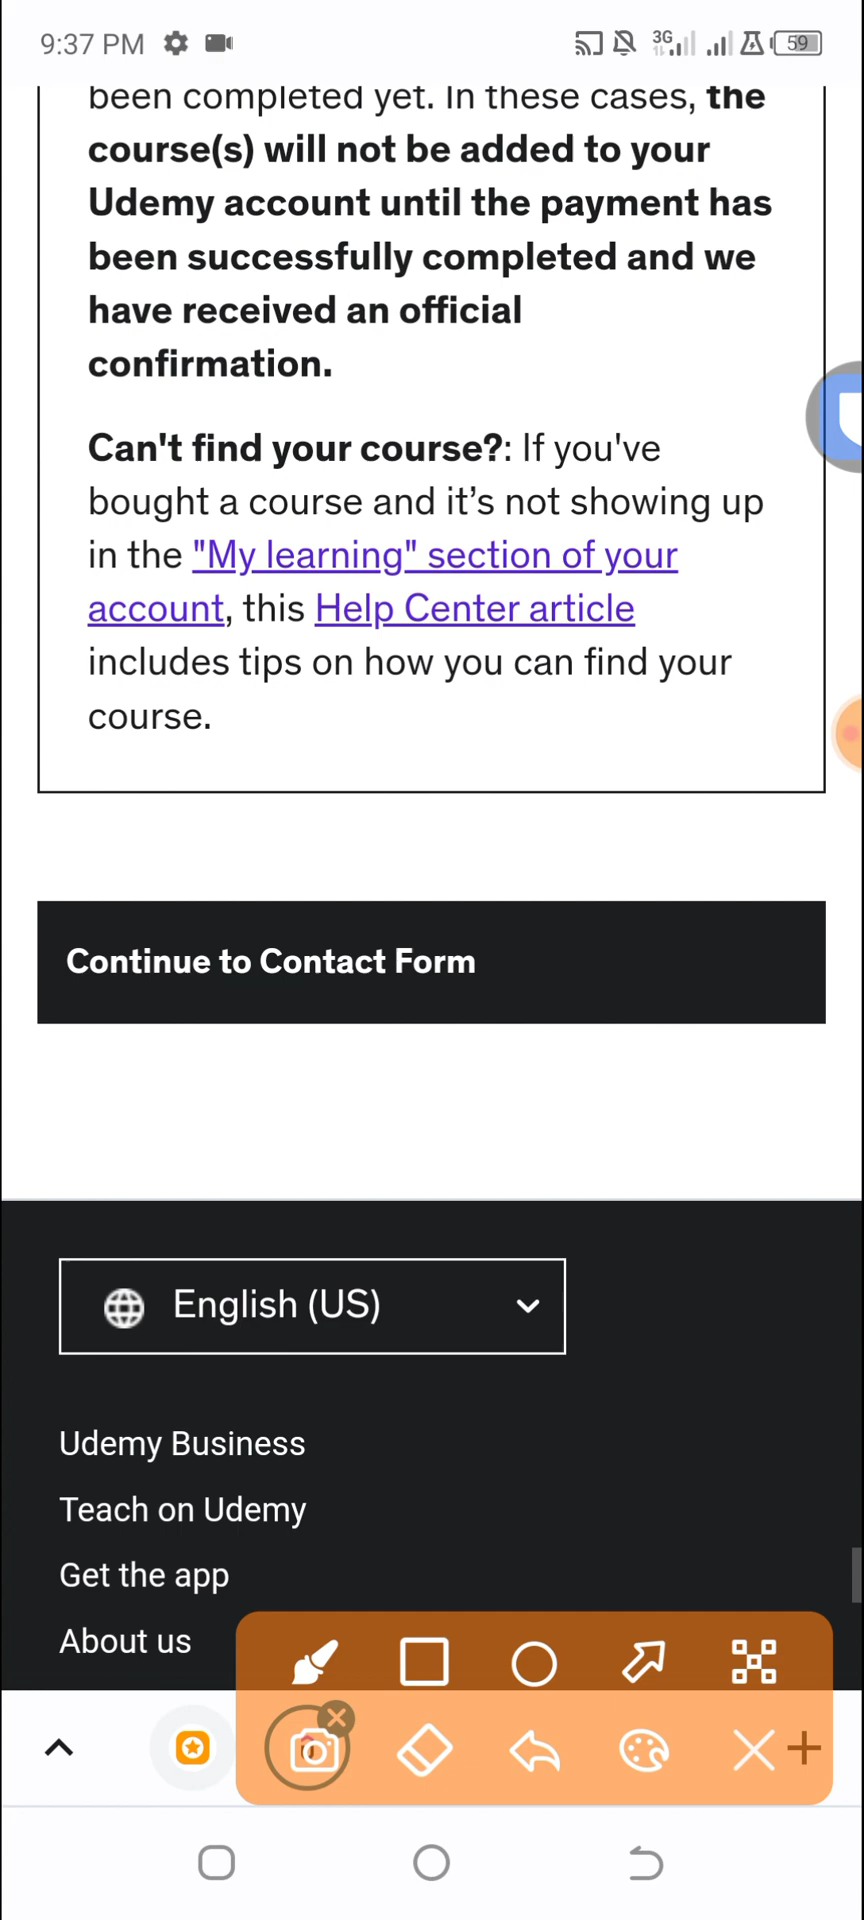 9:37 PM
3G
59
been completed yet. In these cases, the
course(s) will not be added to your
Udemy account until the payment has
been successfully completed and we
have received an official
confirmation.
Can't find your course?: If you've
bought a course and it’s not showing up
in the "My learning" section of your
account, this Help Center article
includes tips on how you can find your
course.
Continue to Contact Form
English (US)
Udemy Business
Teach on Udemy
Get the app
About us